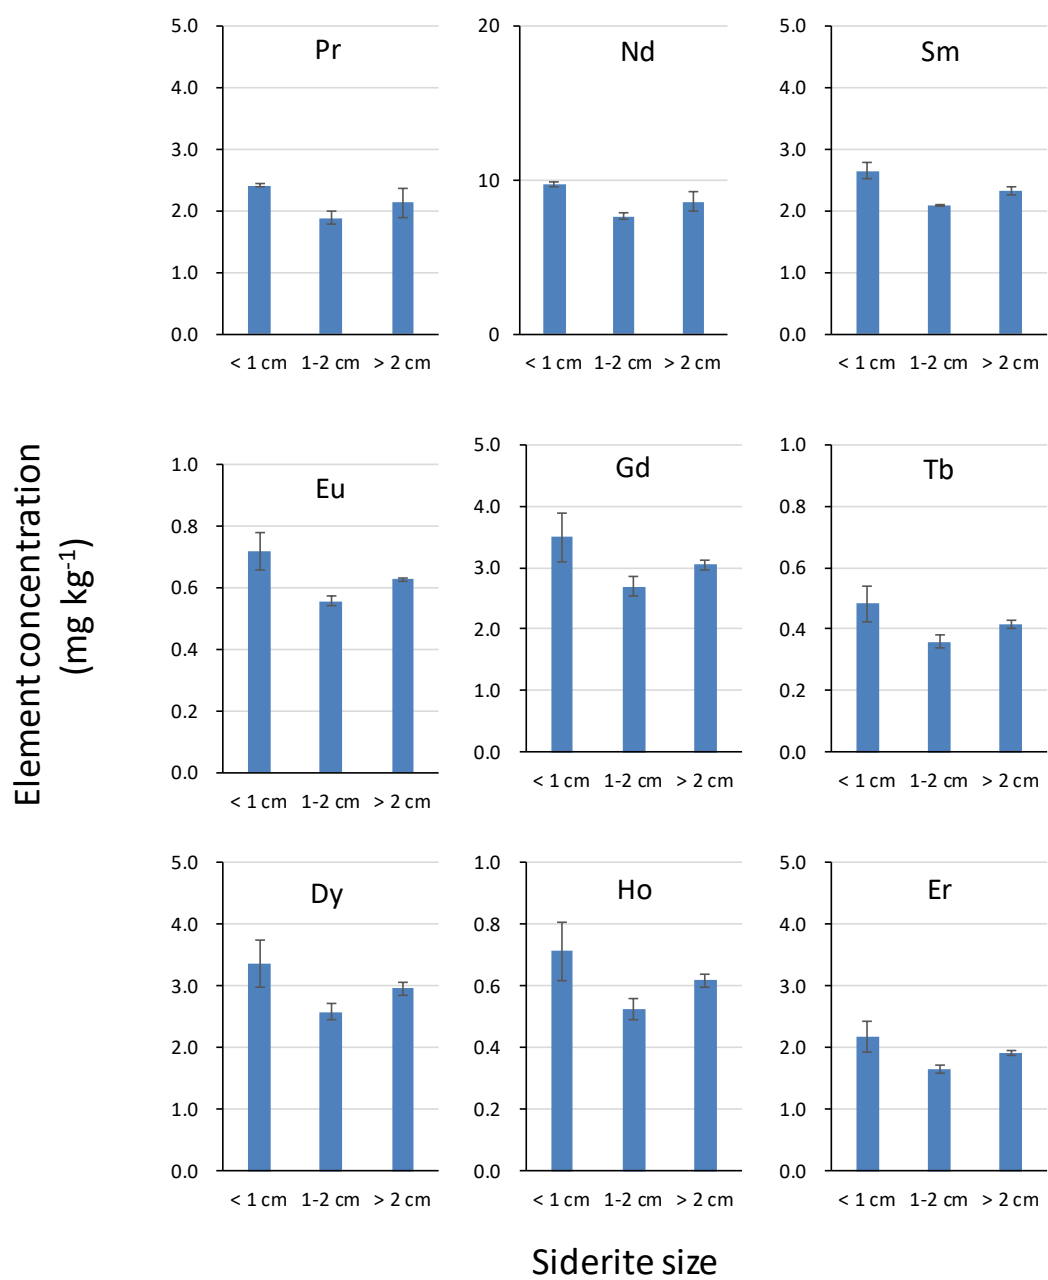 Element concentration
(mg kg-1)
Pr
5.0
4.0
3.0
2.0
1.0
0.0
< 1 cm 1-2 cm > 2 cm
Nd
20
10
0
< 1 cm 1-2 cm > 2 cm
Sm
5.0
4.0
3.0
2.0
1.0
0.0
< 1 cm 1-2 cm > 2 cm
Eu
1.0
0.8
0.6
0.4
0.2
0.0
< 1 cm 1-2 cm > 2 cm
Gd
5.0
4.0
3.0
2.0
1.0
0.0
< 1 cm 1-2 cm > 2 cm
Tb
1.0
0.8
0.6
0.4
0.2
0.0
< 1 cm 1-2 cm > 2 cm
Dy
5.0
4.0
3.0
2.0
1.0
0.0
< 1 cm 1-2 cm > 2 cm
Ho
1.0
0.8
0.6
0.4
0.2
0.0
< 1 cm 1-2 cm > 2 cm
Er
5.0
4.0
3.0
2.0
1.0
0.0
< 1 cm 1-2 cm > 2 cm
Siderite size